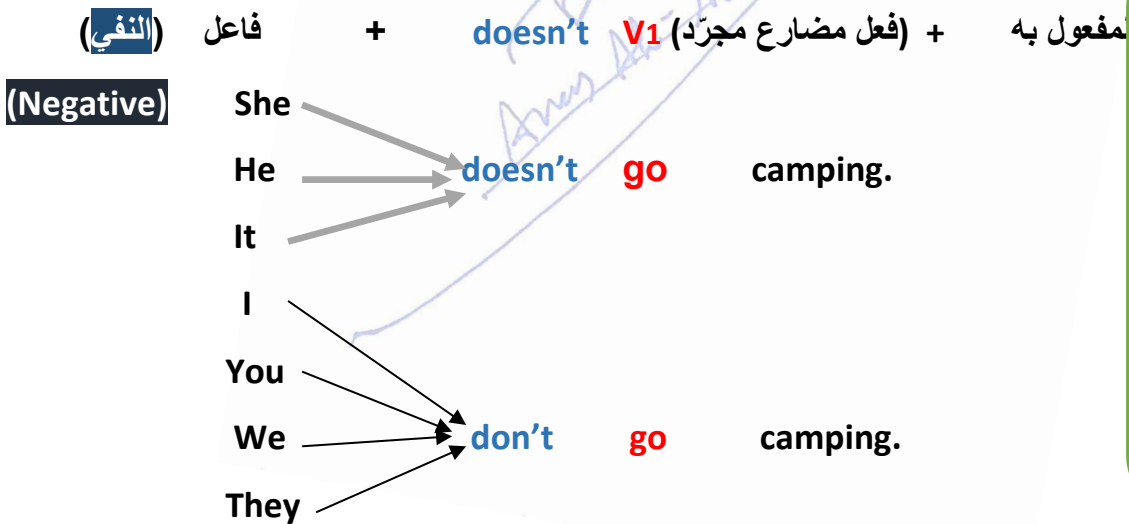 (النفي) فاعل + doesn't V1 (فعل مضارع مجرّد) + لمفعول به
(Negative) She
He doesn't go camping.
It
I
You
We don't go camping.
They